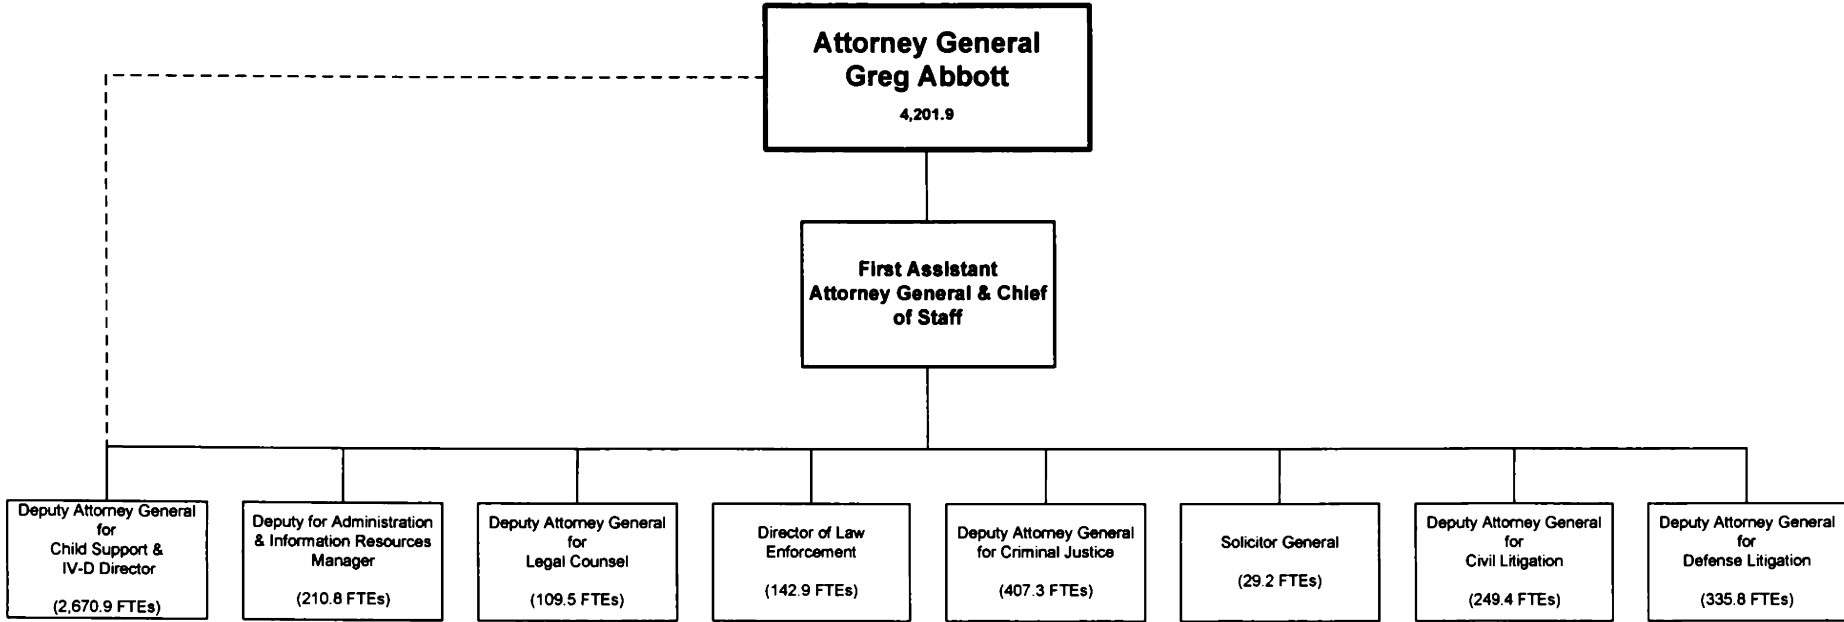 Attorney General
Greg Abbott
4,201.9
First Assistant
Attorney General & Chief
of Staff
Deputy Attorney General
for
Child Support &
IV-D Director
(2,670.9 FTEs)
Deputy for Administration
& Information Resources
Manager
(210.8 FTEs)
Deputy Attorney General
for
Legal Counsel
(109.5 FTEs)
Director of Law
Enforcement
(142.9 FTEs)
Deputy Attorney General
for Criminal Justice
(407.3 FTEs)
Solicitor General
(29.2 FTEs)
Deputy Attorney General
for
Civil Litigation
(249.4 FTEs)
Deputy Attorney General
for
Defense Litigation
(335.8 FTEs)